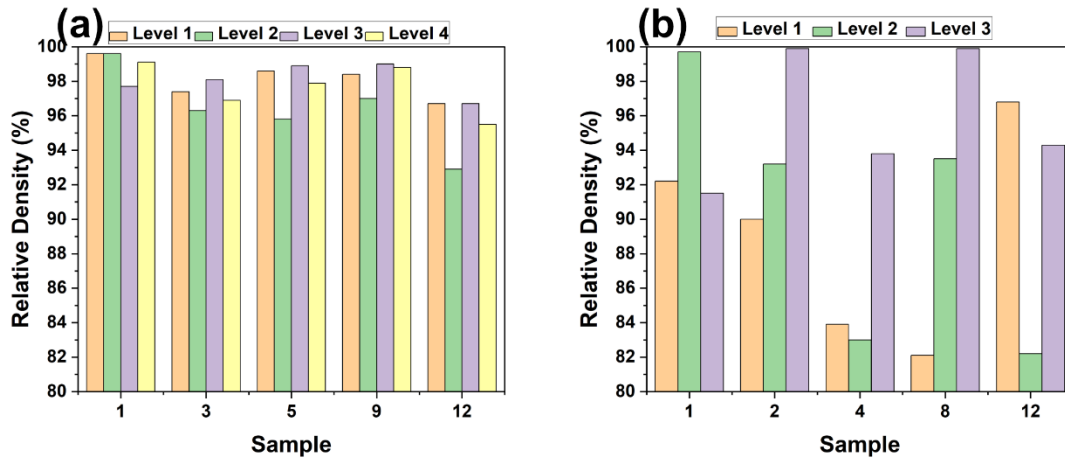 (a)
Level 1 Level 2 Level 3 Level 4
100
98
96
94
92
90
88
86
84
82
80
Relative Density (%)
1 3 5 9 12
Sample
(b)
Level 1 Level 2 Level 3
100
98
96
94
92
90
88
86
84
82
80
Relative Density (%)
1 2 4 8 12
Sample